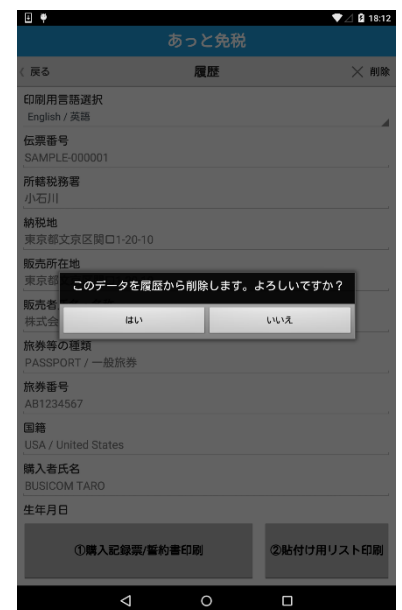 18:12
あっと免税
戻る 履歴 削除
印刷用言語選択
English / 英語
伝票番号
SAMPLE-000001
所轄税務署
小石川
納税地
東京都文京区関口1-20-10
販売所在地
東京都
このデータを履歴から削除します。よろしいですか？
販売者
株式会
はい いいえ
旅券等の種類
PASSPORT / 一般旅券
旅券番号
AB1234567
国籍
USA / United States
購入者氏名
BUSICOM TARO
生年月日
①購入記録票/誓約書印刷 ②貼付け用リスト印刷